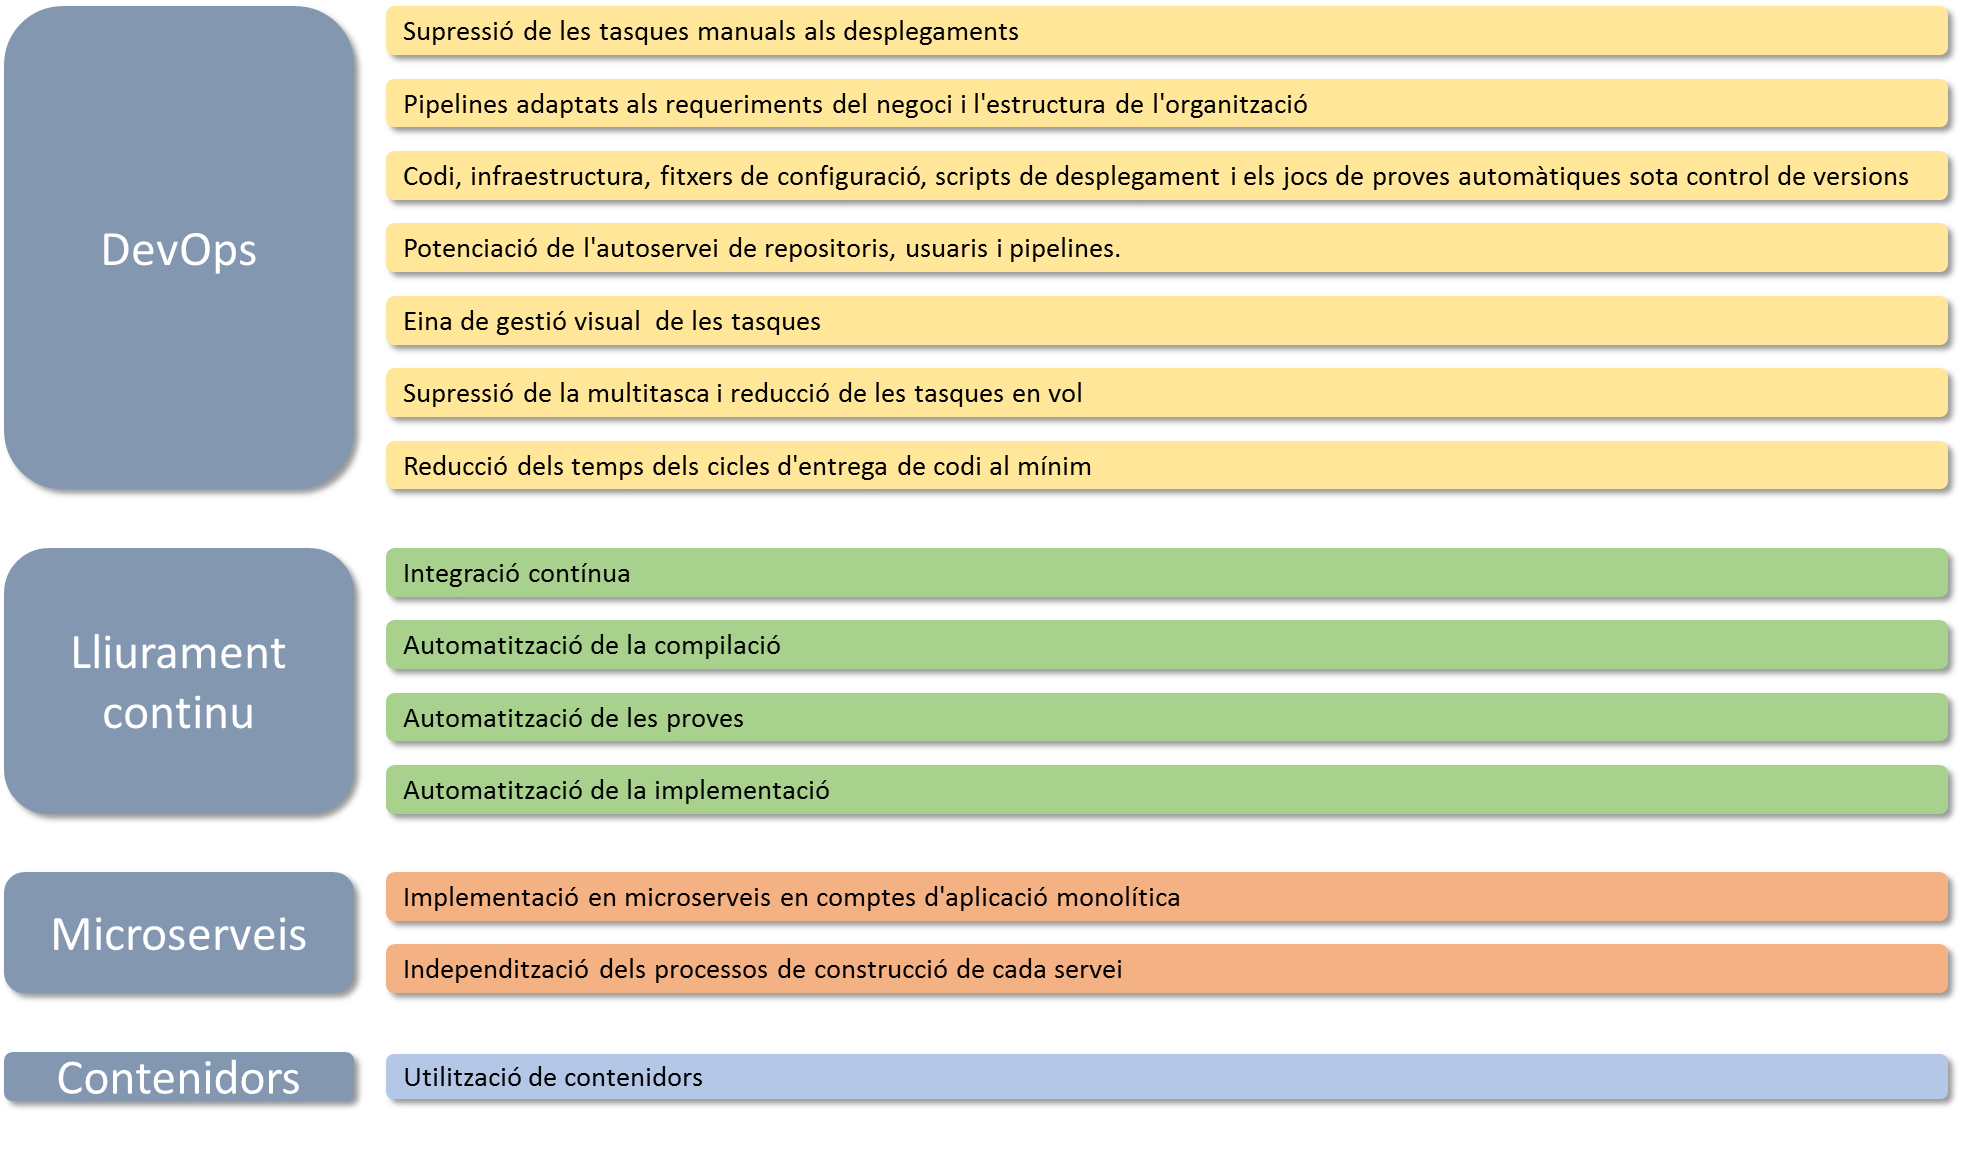 DevOps
Supressió de les tasques manuals als desplegaments
Pipelines adaptats als requeriments del negoci i l'estructura de l'organització
Codi, infraestructura, fitxers de configuració, scripts de desplegament i els jocs de proves automàtiques sota control de versions
Potenciació de l'autoservei de repositoris, usuaris i pipelines.
Eina de gestió visual de les tasques
Supressió de la multitasca i reducció de les tasques en vol
Reducció dels temps dels cicles d'entrega de codi al mínim
Lliurament
continu
Integració contínua
Automatització de la compilació
Automatització de les proves
Automatització de la implementació
Microserveis
Implementació en microserveis en comptes d'aplicació monolítica
Independització dels processos de construcció de cada servei
Contenidors
Utilització de contenidors